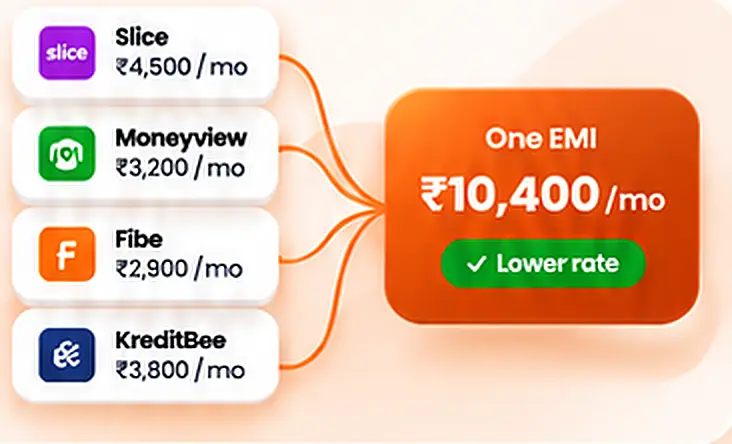 slice
Slice
₹4,500/mo
Moneyview
₹3,200/mo
F
Fibe
₹2,900/mo
KreditBee
₹3,800/mo
One EMI
₹10,400/mo
✓ Lower rate